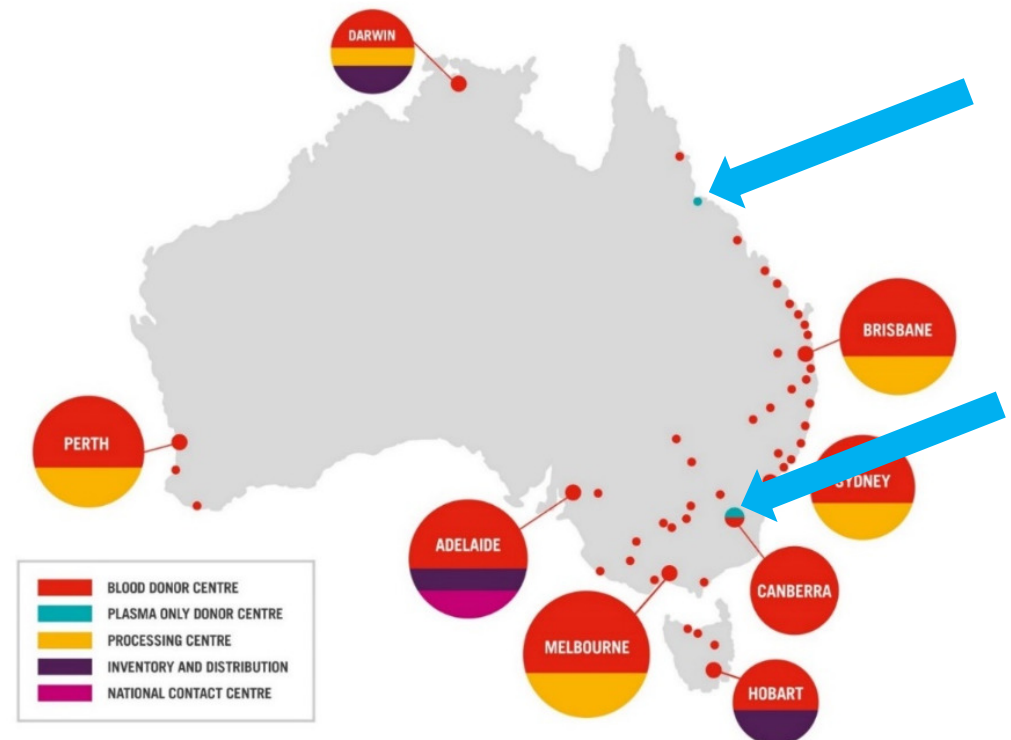 DARWIN
BRISBANE
PERTH
SYDNEY
ADELAIDE
CANBERRA
MELBOURNE
HOBART
BLOOD DONOR CENTRE
PLASMA ONLY DONOR CENTRE
PROCESSING CENTRE
INVENTORY AND DISTRIBUTION
NATIONAL CONTACT CENTRE